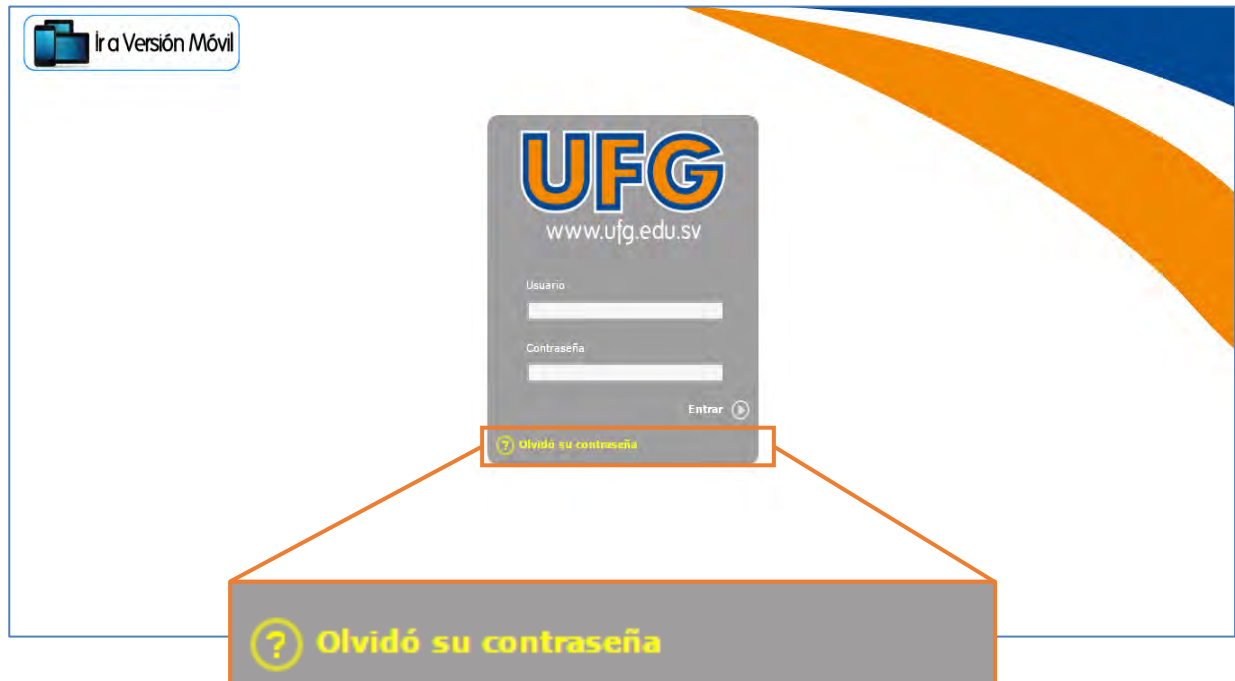 Ir a Versión Móvil
UFG
www.ufg.edu.sv
Usuario
Contraseña
Entrar
? Olvidó su contraseña
? Olvidó su contraseña